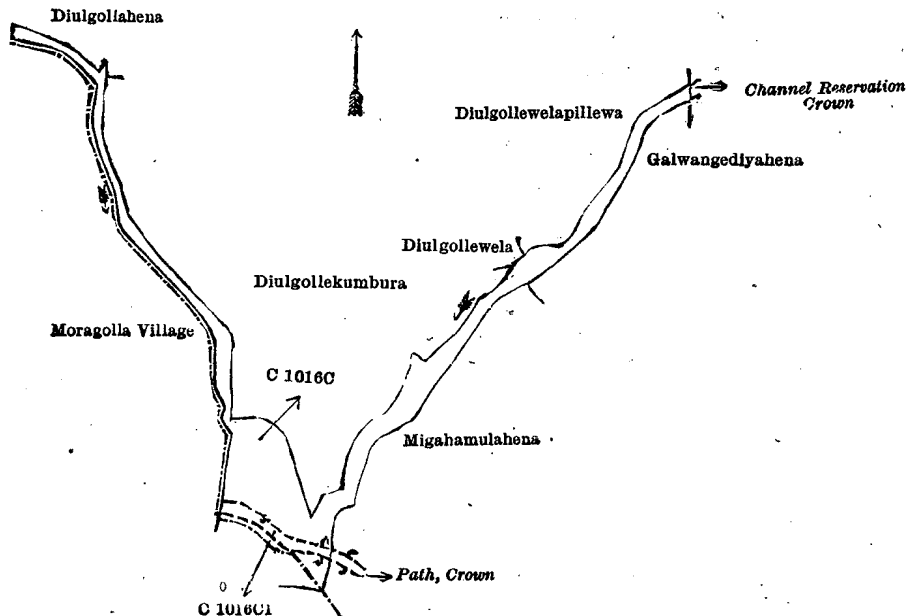 Diulgollahena
Channel Reservation
Crown
Diulgollewelapillewa
Galwangediyahena
Diulgollewela
Diulgollekumbura
Moragolla Village
C 1016C
Migahamulahena
Path, Crown
C 1016C1